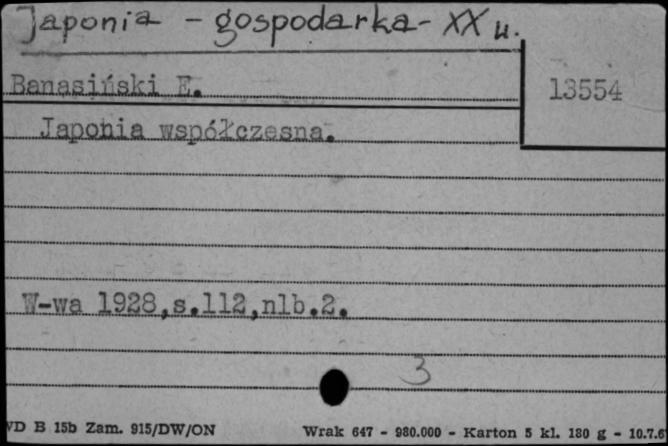 Japonia - gospodarka - XX w.
Banasiński E.
13554
Japonia współczesna.
W-wa 1928,s.112,nlb.2.
3
VD B 15b Zam. 915/DW/ON
Wrak 647 - 980.000 - Karton 5 kl. 180 g - 10.7.6